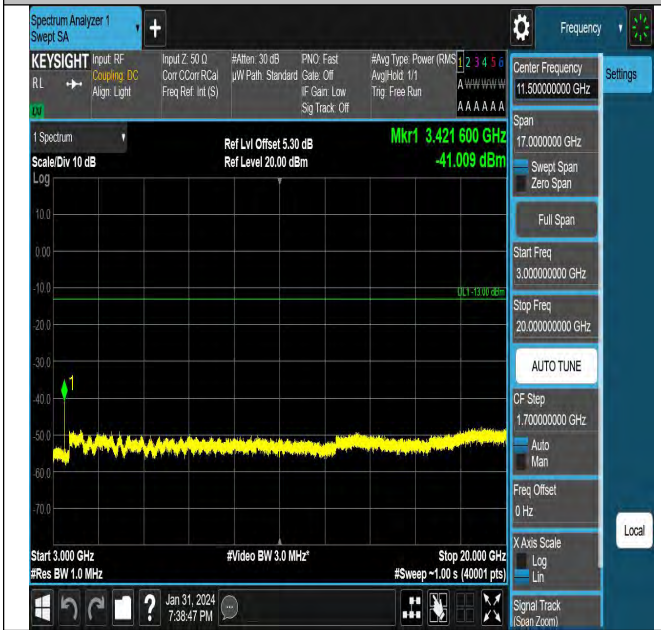 Spectrum Analyzer 1
Swept SA
+
Frequency
KEYSIGHT Input: RF Input Z: 50 Ω #Atten: 30 dB PNO: Fast #Avg Type: Power (RMS 1 2 3 4 5 6
RL Coupling: DC Corr CCorr RCal µW Path: Standard Gate: Off Avg|Hold: 1/1 A W W W W W
Align: Light Freq Ref: Int (S) IF Gain: Low Trig: Free Run
Sig Track: Off A A A A A A
1 Spectrum
Scale/Div 10 dB
Ref Lvl Offset 5.30 dB
Ref Level 20.00 dBm
Mkr1 3.421 600 GHz
-41.009 dBm
Log
10.0
0.00
-10.0
DL1 -13.00 dBm
-20.0
-30.0
1
-40.0
-50.0
-60.0
-70.0
Start 3.000 GHz #Video BW 3.0 MHz* Stop 20.000 GHz
#Res BW 1.0 MHz #Sweep ~1.00 s (40001 pts)
Jan 31, 2024
7:38:47 PM
?
Center Frequency
11.500000000 GHz
Settings
Span
17.0000000 GHz
Swept Span
Zero Span
Full Span
Start Freq
3.000000000 GHz
Stop Freq
20.000000000 GHz
AUTO TUNE
CF Step
1.700000000 GHz
Auto
Man
Freq Offset
0 Hz
X Axis Scale
Log
Lin
Local
Signal Track
(Span Zoom)